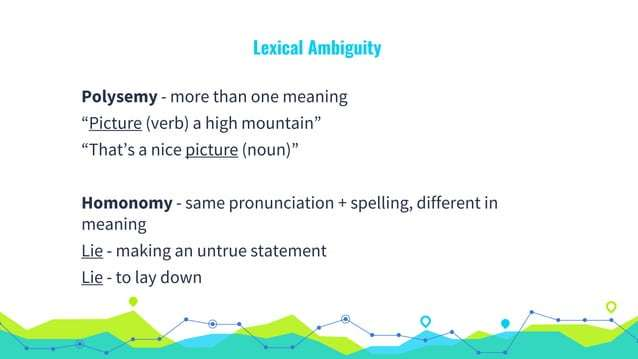 Lexical Ambiguity
Polysemy - more than one meaning
“Picture (verb) a high mountain”
“That’s a nice picture (noun)”
Homonomy - same pronunciation + spelling, different in
meaning
Lie - making an untrue statement
Lie - to lay down